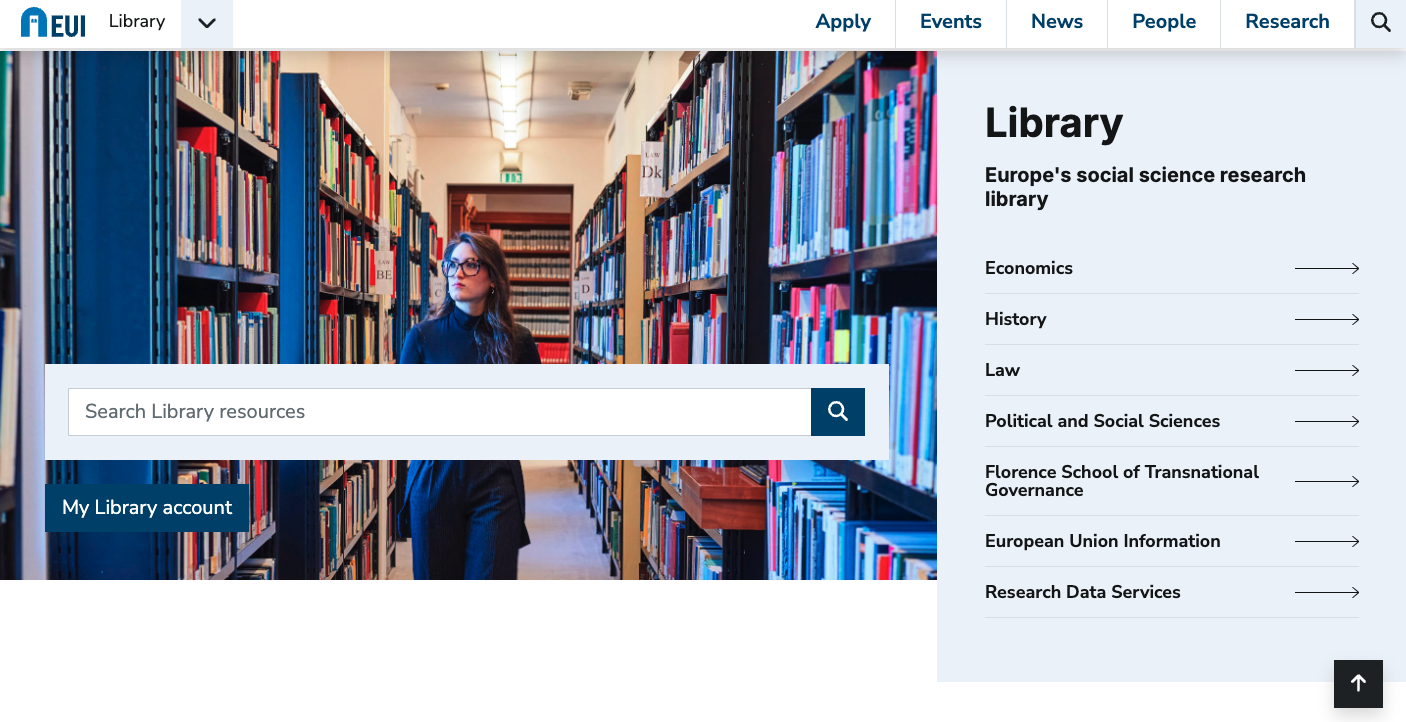 EUI
Library
Apply
Events
News
People
Research
LAW
Dk
LAW
BE
C
D
Search Library resources
My Library account
Library
Europe's social science research
library
Economics
History
Law
Political and Social Sciences
Florence School of Transnational
Governance
European Union Information
Research Data Services